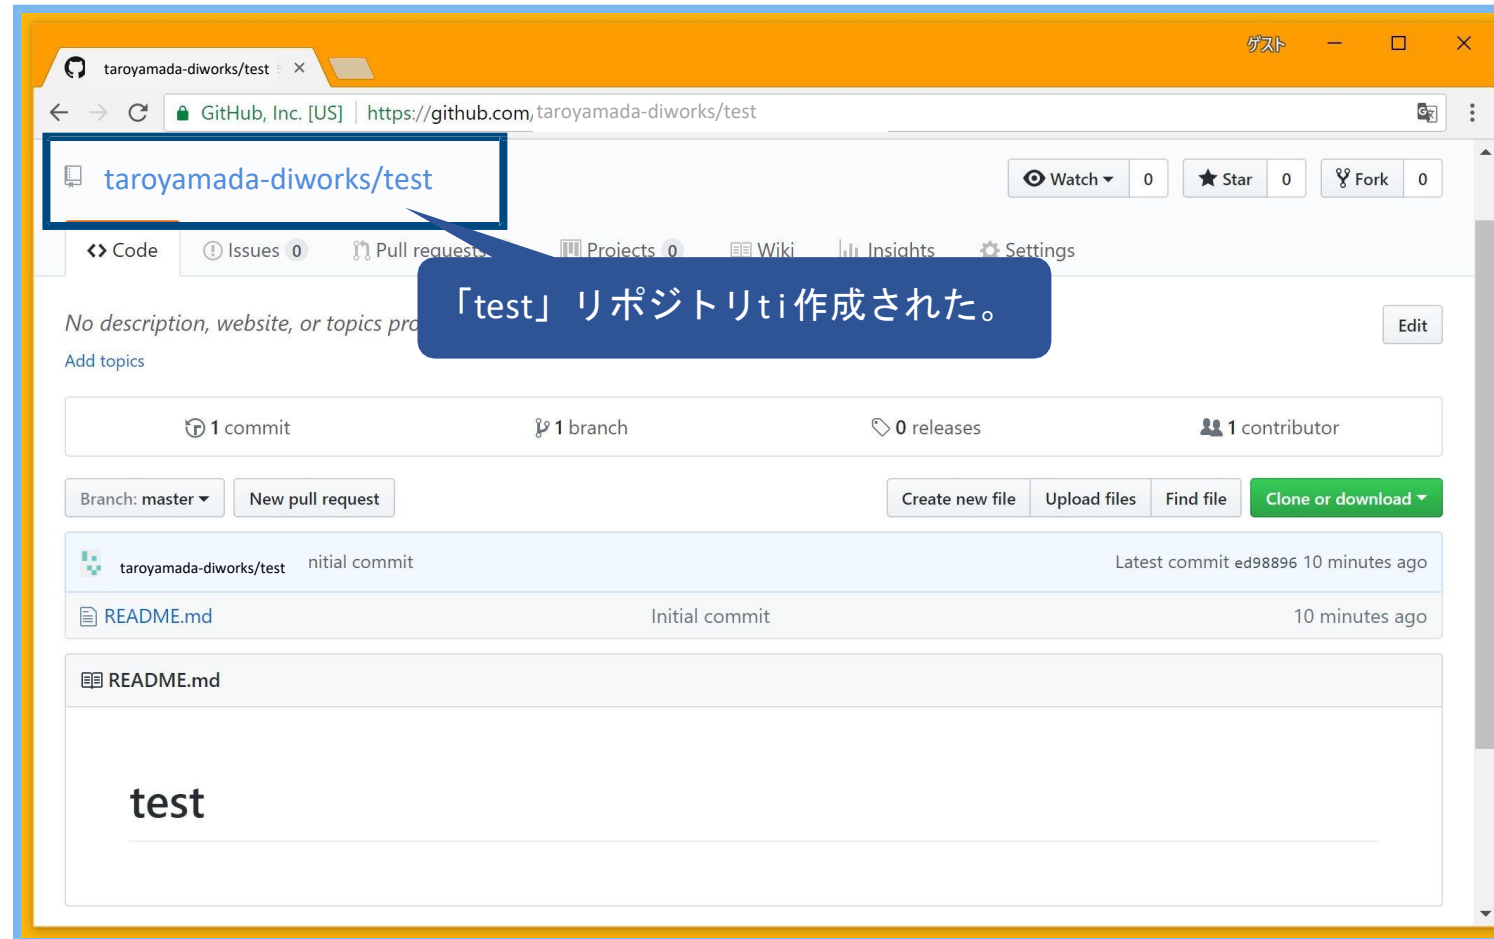 ゲスト
taroyamada-diworks/test
GitHub, Inc. [US] https://github.com/taroyamada-diworks/test
taroyamada-diworks/test
Watch 0 Star 0 Fork 0
Code Issues 0 Pull requests Projects 0 Wiki Insights Settings
「test」リポジトリti作成された。
No description, website, or topics pro
Edit
Add topics
1 commit 1 branch 0 releases 1 contributor
Branch: master New pull request Create new file Upload files Find file Clone or download
taroyamada-diworks/test nitial commit Latest commit ed98896 10 minutes ago
README.md Initial commit 10 minutes ago
README.md
test